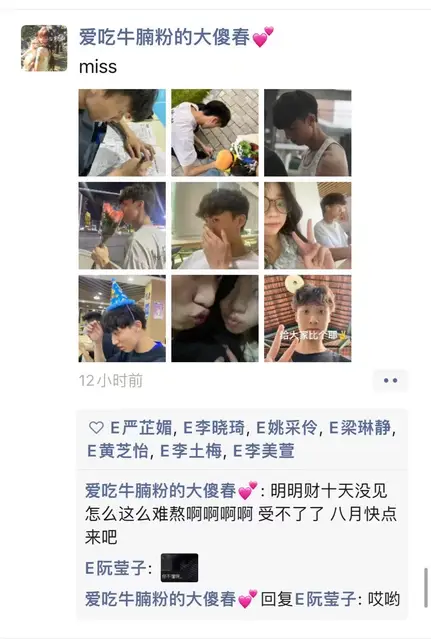 爱吃牛腩粉的大傻春💕
miss
给大家比个耶✌
12小时前
E严芷媚, E李晓琦, E姚采伶, E梁琳静,
E黄芝怡, E李土梅, E李美萱
爱吃牛腩粉的大傻春💕: 明明财十天没见
怎么这么难熬啊啊啊啊 受不了了 八月快点
来吧
E阮莹子:
爱吃牛腩粉的大傻春💕回复E阮莹子: 哎哟